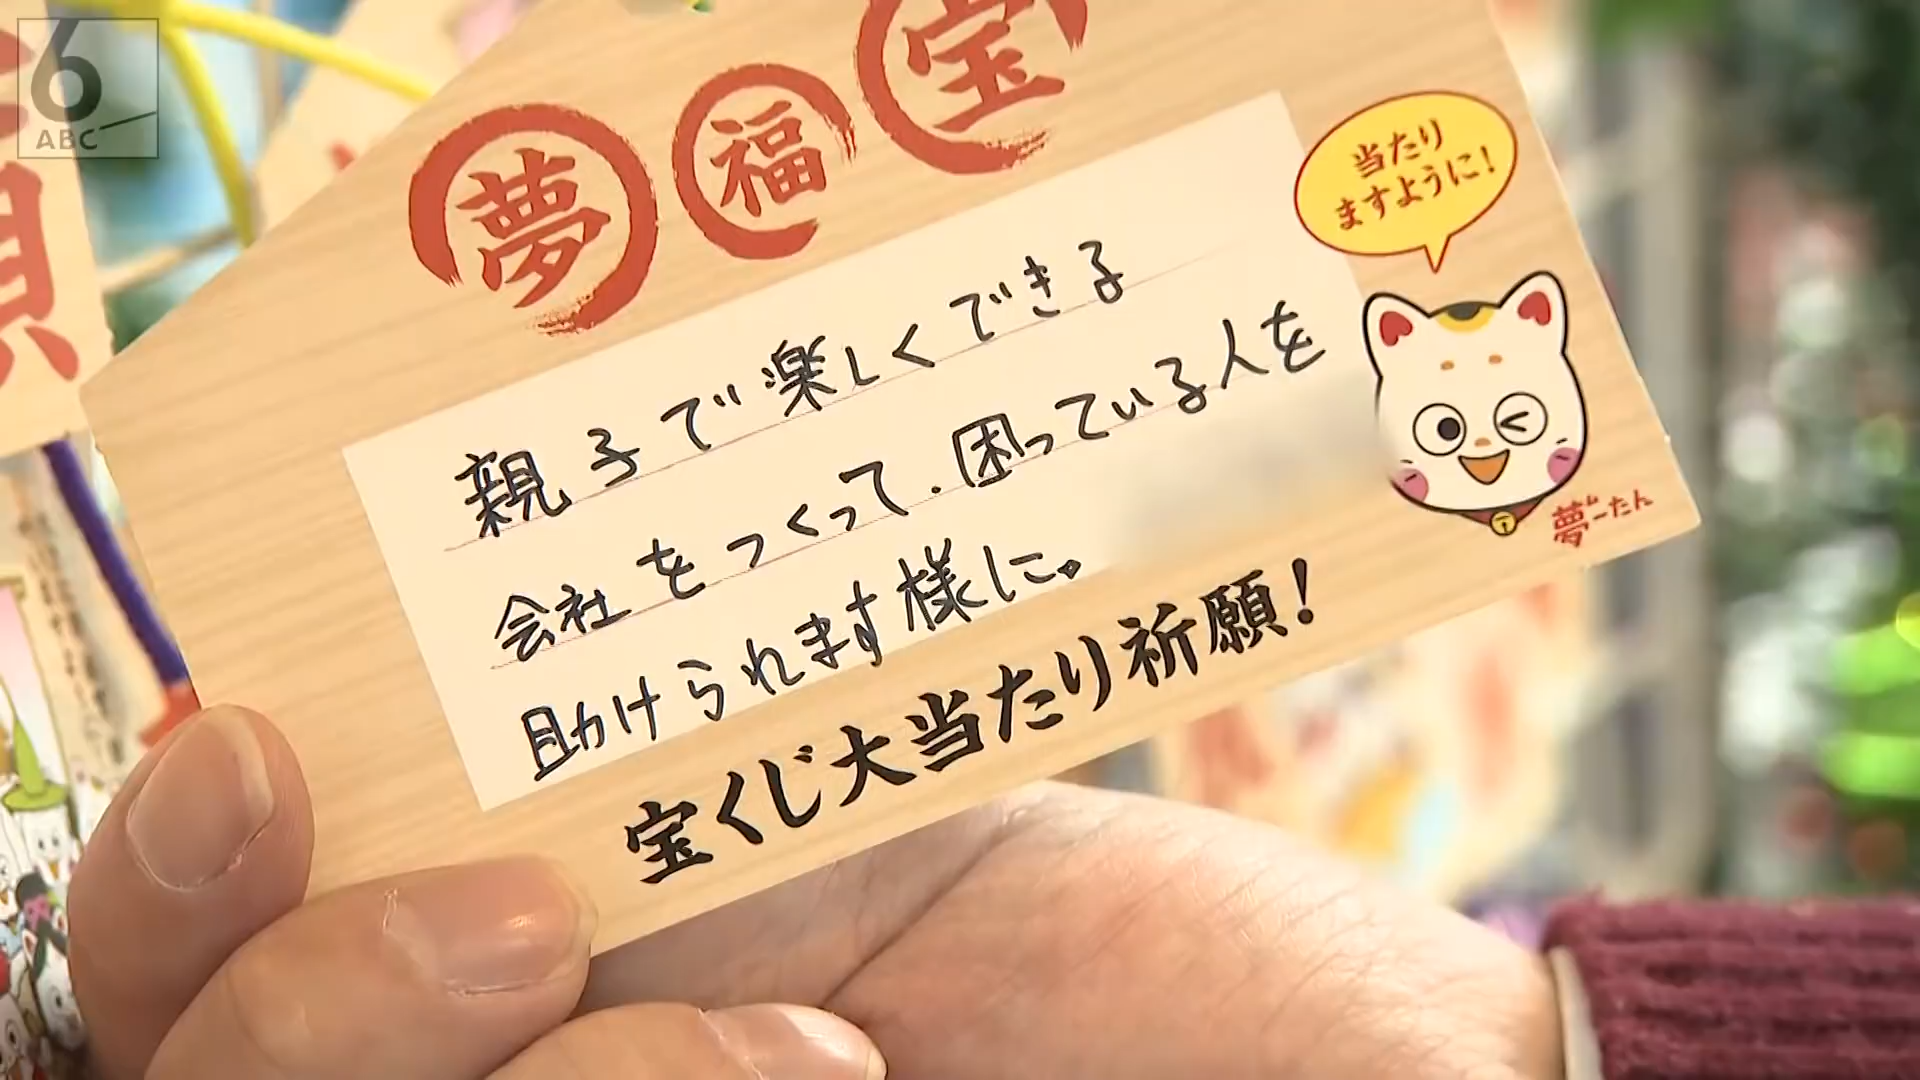 6
ABC
夢 福 宝
当たり
ますように!
親子で楽しくできる
会社をつくって.困っている人を
助けられます様に。
夢ーたん
宝くじ大当たり祈願!